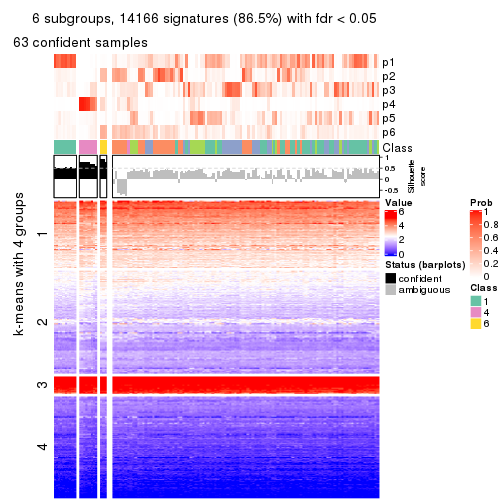 6 subgroups, 14166 signatures (86.5%) with fdr < 0.05
63 confident samples
p1
p2
p3
p4
p5
p6
Class
1
0.5
0
-0.5
Silhouette
score
k-means with 4 groups
1
2
3
4
Value
6
4
2
0
Status (barplots)
confident
ambiguous
Prob
1
0.8
0.6
0.4
0.2
0
Class
1
4
6